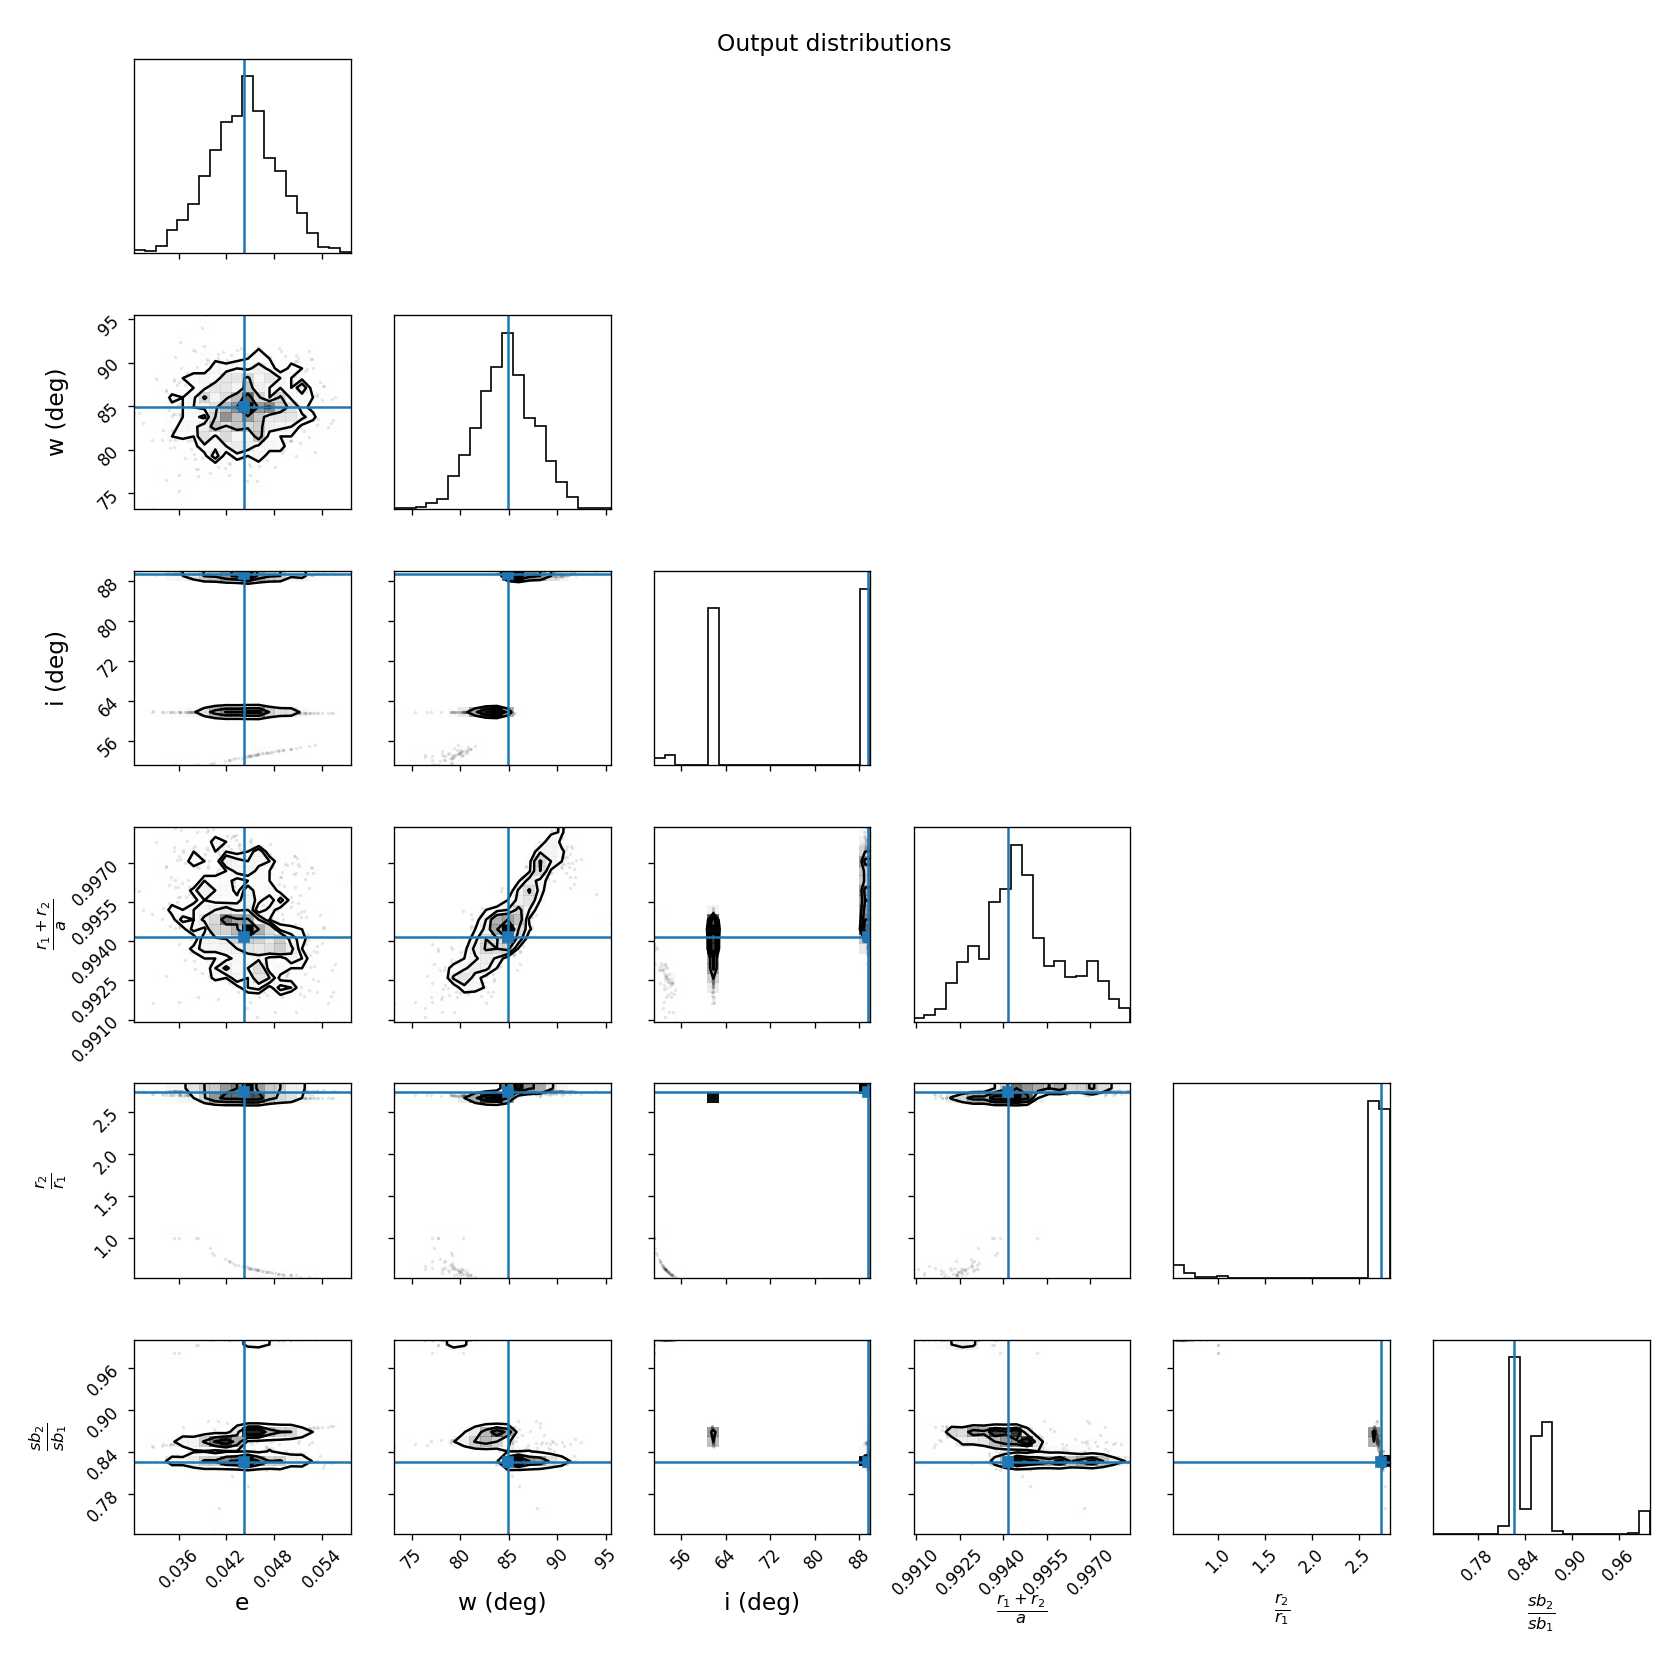 Output distributions
95
90
85
80
75
w (deg)
88
80
72
64
56
i (deg)
0.9970
0.9955
0.9940
0.9925
0.9910
r₁ + r₂
a
2.5
2.0
1.5
1.0
r₂
r₁
0.96
0.90
0.84
0.78
sb₂
sb₁
0.036 0.042 0.048 0.054 75 80 85 90 95 56 64 72 80 88 0.9910 0.9925 0.9940 0.9955 0.9970 1.0 1.5 2.0 2.5 0.78 0.84 0.90 0.96
e w (deg) i (deg)
r₁ + r₂
a
r₂
r₁
sb₂
sb₁